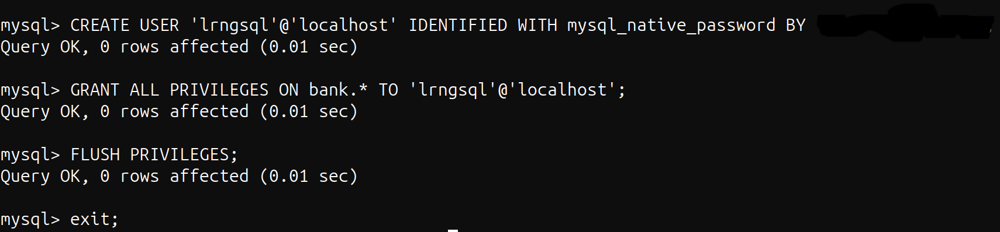 mysql> CREATE USER 'lrngsql'@'localhost' IDENTIFIED WITH mysql_native_password BY
Query OK, 0 rows affected (0.01 sec)
mysql> GRANT ALL PRIVILEGES ON bank.* TO 'lrngsql'@'localhost';
Query OK, 0 rows affected (0.01 sec)
mysql> FLUSH PRIVILEGES;
Query OK, 0 rows affected (0.01 sec)
mysql> exit;